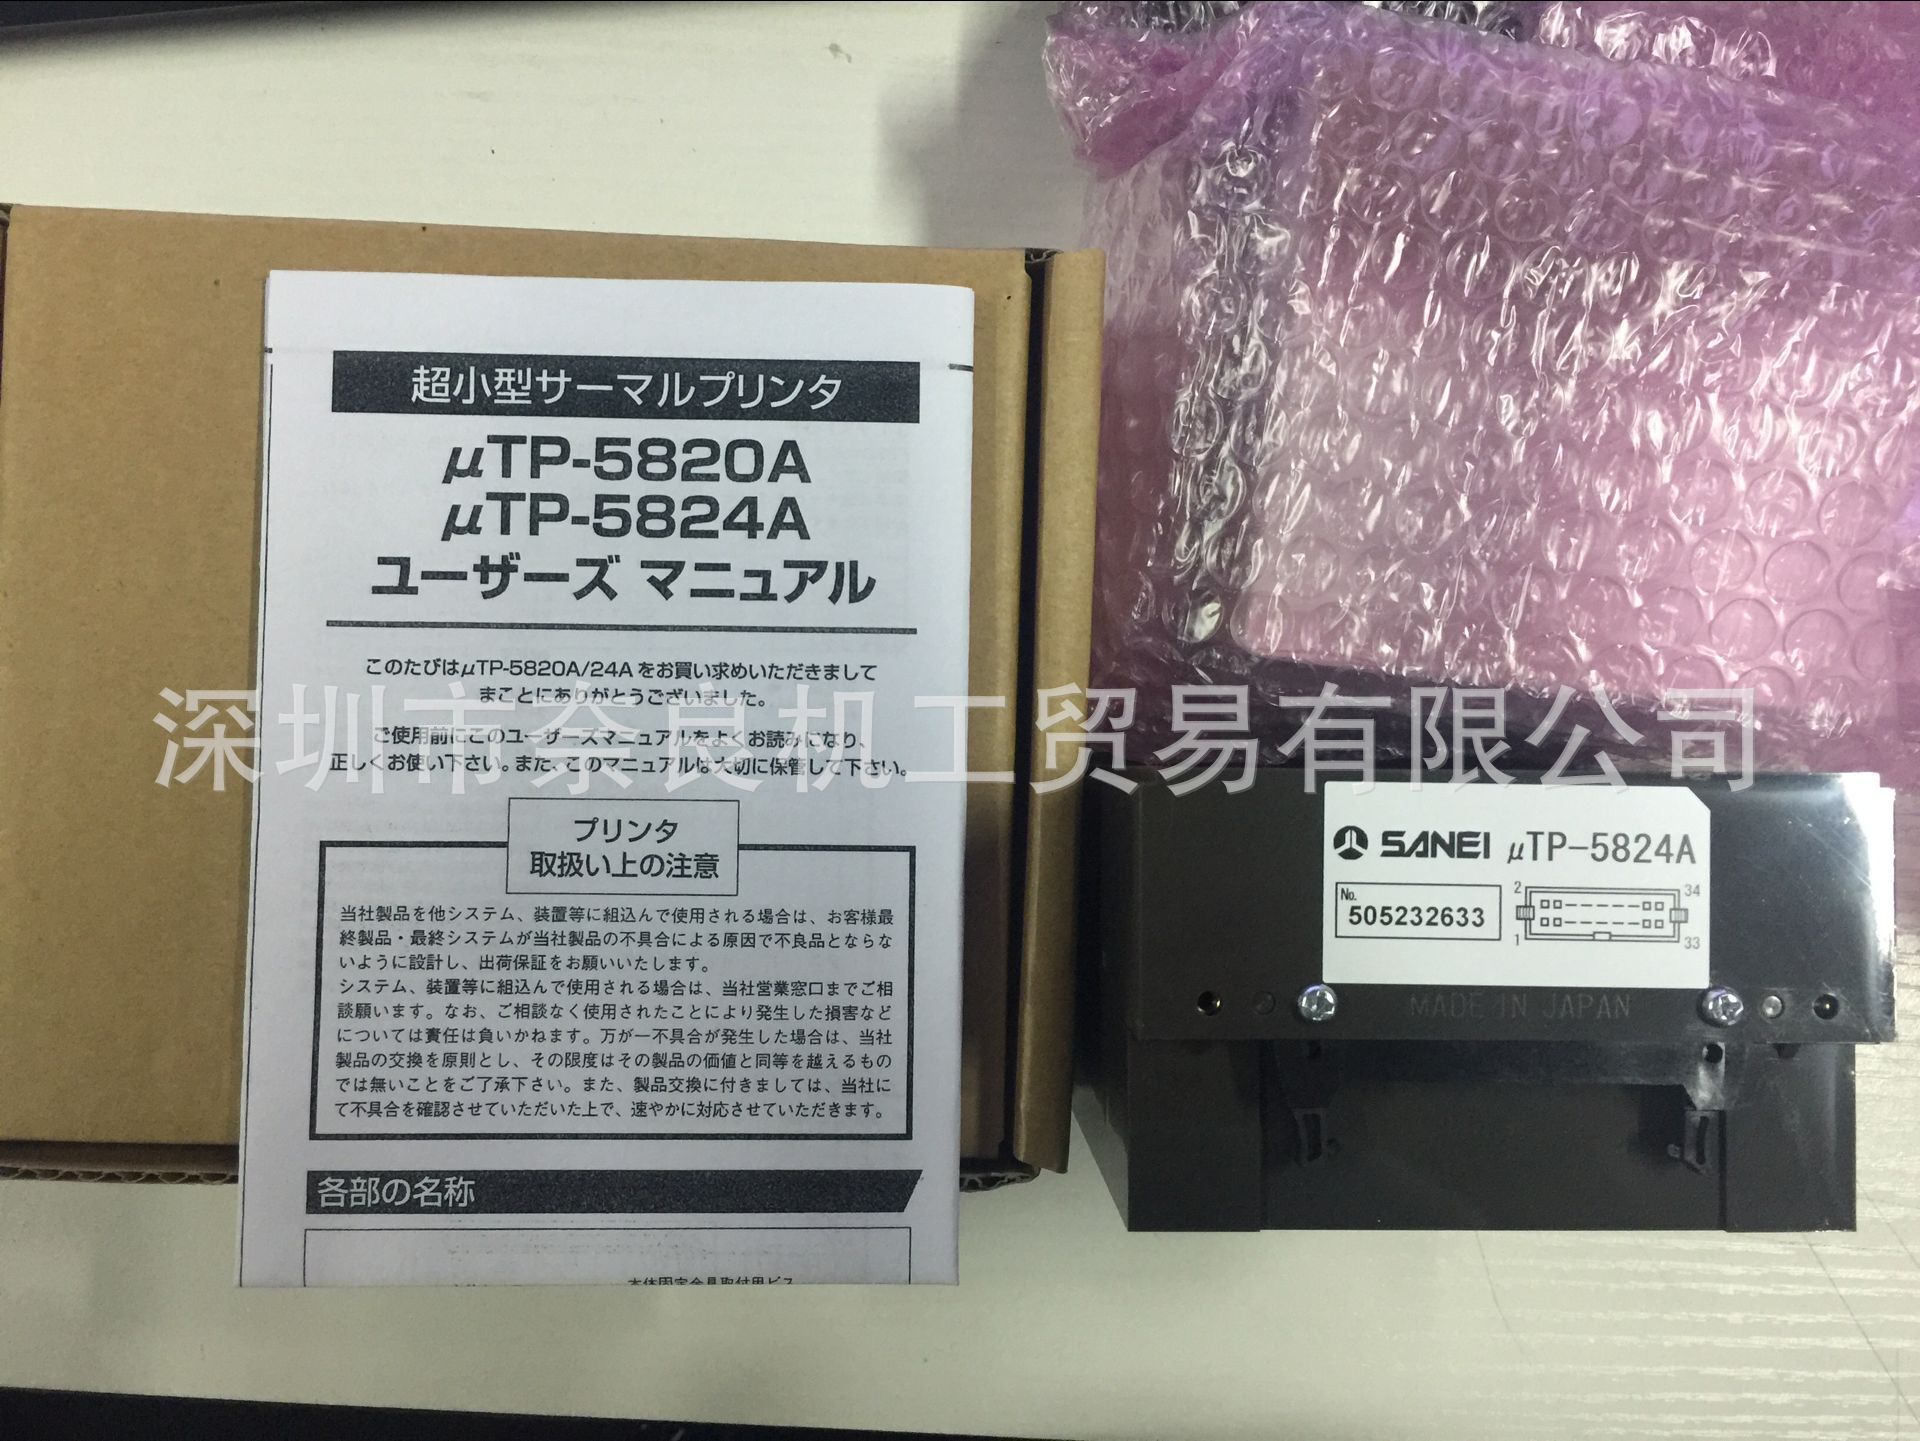 超小型サーマルプリンタ
μTP-5820A
μTP-5824A
ユーザーズ マニュアル
このたびはμTP-5820A/24A をお買い求めいただきまして
まことにありがとうございました。
ご使用前にこのユーザーズマニュアルをよくお読みになり、
正しくお使い下さい。また、このマニュアルは大切に保管して下さい。
プリンタ
取扱い上の注意
当社製品を他システム、装置等に組込んで使用される場合は、お客様最
終製品・最終システムが当社製品の不具合による原因で不良品とならな
いように設計し、出荷保証をお願いいたします。
システム、装置等に組込んで使用される場合は、当社営業窓口までご相
談願います。なお、ご相談なく使用されたことにより発生した損害など
については責任は負いかねます。万が一不具合が発生した場合は、当社
製品の交換を原則とし、その限度はその製品の価値と同等を越えるもの
では無いことをご了承下さい。また、製品交換に付きましては、当社に
て不具合を確認させていただいた上で、速やかに対応させていただきます。
各部の名称
本体固定金具取付用ビス
深圳市奈良机工贸易有限公司
SANEI μTP-5824A
No.
505232633
2
34
1
33
MADE IN JAPAN